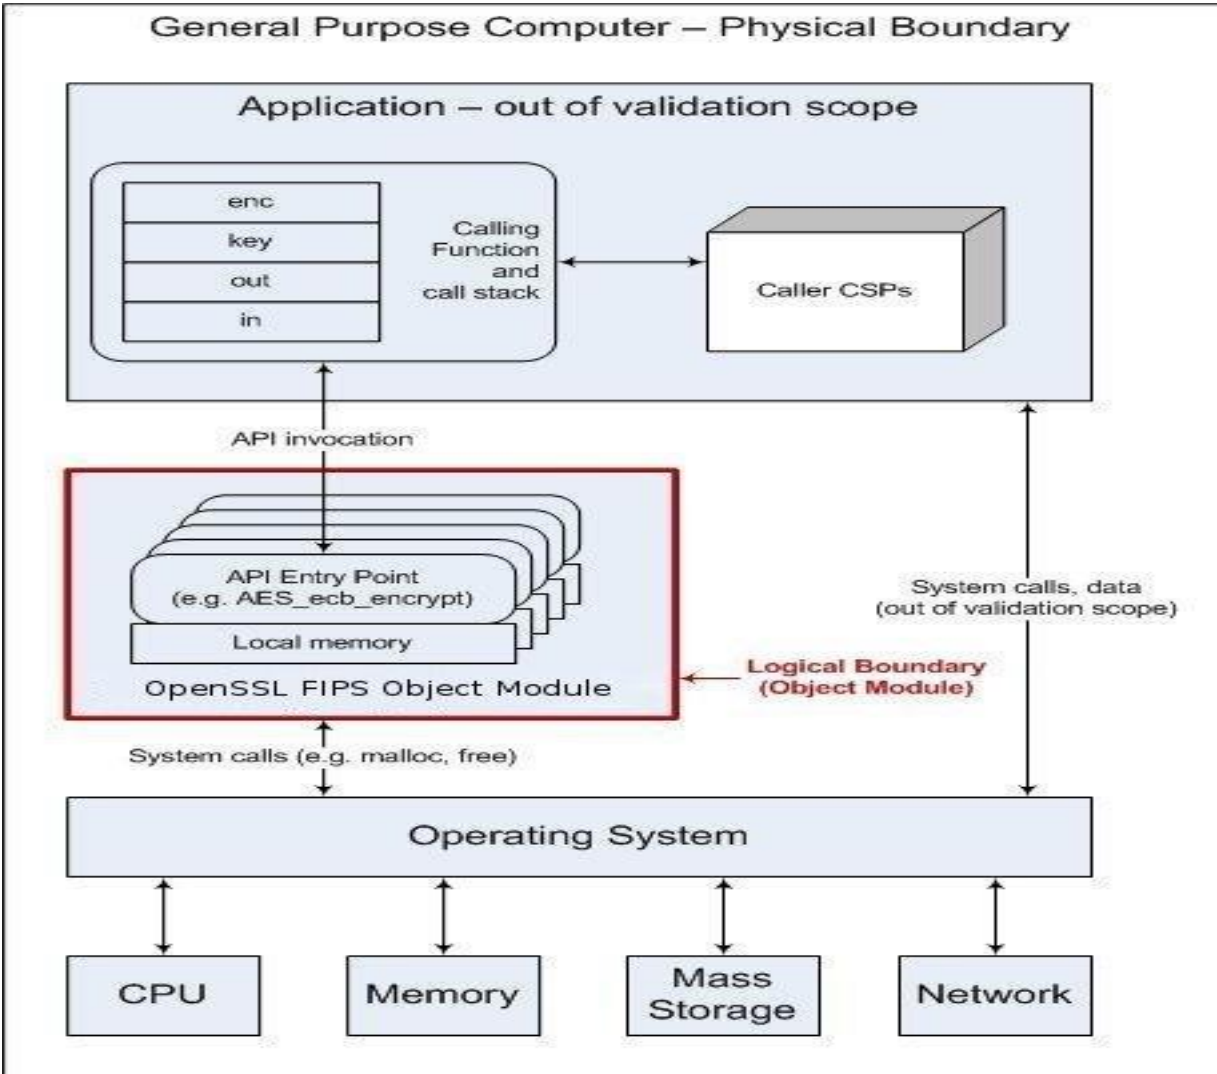 General Purpose Computer – Physical Boundary
Application – out of validation scope
enc
key
out
in
Calling
Function
and
call stack
Caller CSPs
API invocation
API Entry Point
(e.g. AES_ecb_encrypt)
Local memory
OpenSSL FIPS Object Module
System calls, data
(out of validation scope)
Logical Boundary
(Object Module)
System calls (e.g. malloc, free)
Operating System
CPU
Memory
Mass
Storage
Network